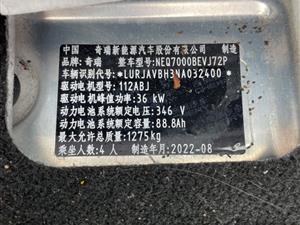 中国 奇瑞新能源汽车股份有限公司 制造
品牌:奇瑞 整车型号:NEQ7000BEVJ72P
车辆识别代号:*LURJAVBH3NA032400*
驱动电机型号:112ABJ
驱动电机峰值功率:36 kW
动力电池系统额定电压:346 V
动力电池系统额定容量:88.8Ah
最大允许总质量:1275kg
乘坐人数:4人 制造年月:2022-08